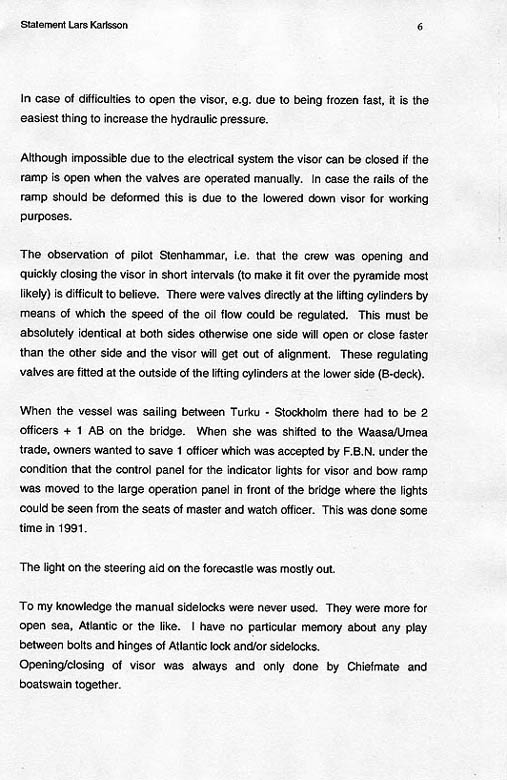 Statement Lars Karlsson 6
In case of difficulties to open the visor, e.g. due to being frozen fast, it is the
easiest thing to increase the hydraulic pressure.
Although impossible due to the electrical system the visor can be closed if the
ramp is open when the valves are operated manually. In case the rails of the
ramp should be deformed this is due to the lowered down visor for working
purposes.
The observation of pilot Stenhammar, i.e. that the crew was opening and
quickly closing the visor in short intervals (to make it fit over the pyramide most
likely) is difficult to believe. There were valves directly at the lifting cylinders by
means of which the speed of the oil flow could be regulated. This must be
absolutely identical at both sides otherwise one side will open or close faster
than the other side and the visor will get out of alignment. These regulating
valves are fitted at the outside of the lifting cylinders at the lower side (B-deck).
When the vessel was sailing between Turku - Stockholm there had to be 2
officers + 1 AB on the bridge. When she was shifted to the Waasa/Umea
trade, owners wanted to save 1 officer which was accepted by F.B.N. under the
condition that the control panel for the indicator lights for visor and bow ramp
was moved to the large operation panel in front of the bridge where the lights
could be seen from the seats of master and watch officer. This was done some
time in 1991.
The light on the steering aid on the forecastle was mostly out.
To my knowledge the manual sidelocks were never used. They were more for
open sea, Atlantic or the like. I have no particular memory about any play
between bolts and hinges of Atlantic lock and/or sidelocks.
Opening/closing of visor was always and only done by Chiefmate and
boatswain together.